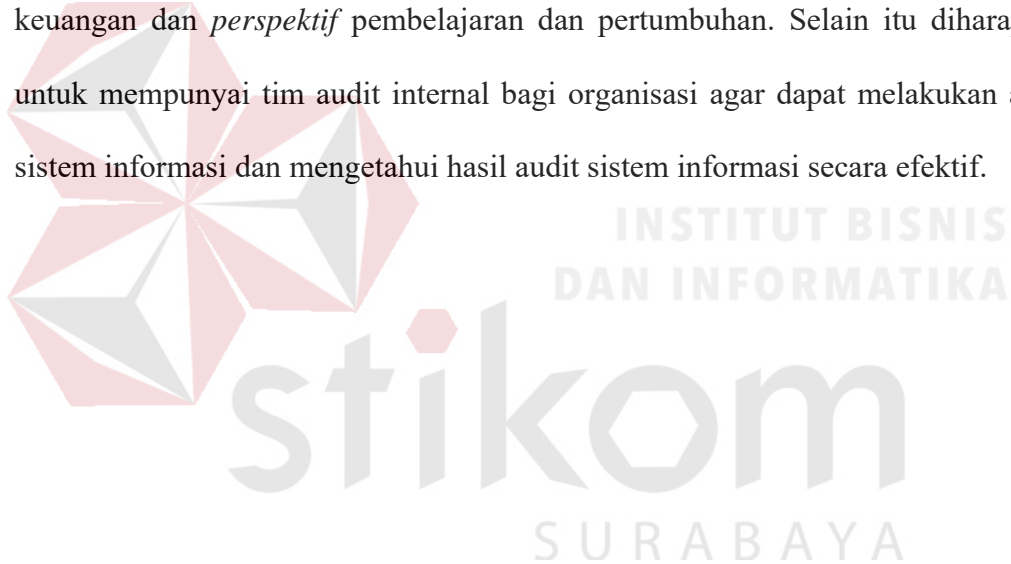 keuangan dan perspektif pembelajaran dan pertumbuhan. Selain itu
untuk mempunyai tim audit internal bagi organisasi agar dapat melakukan
sistem informasi dan mengetahui hasil audit sistem informasi secara efektif.
INSTITUT BISNIS
DAN INFORMATIKA
stikom
SURABAYA